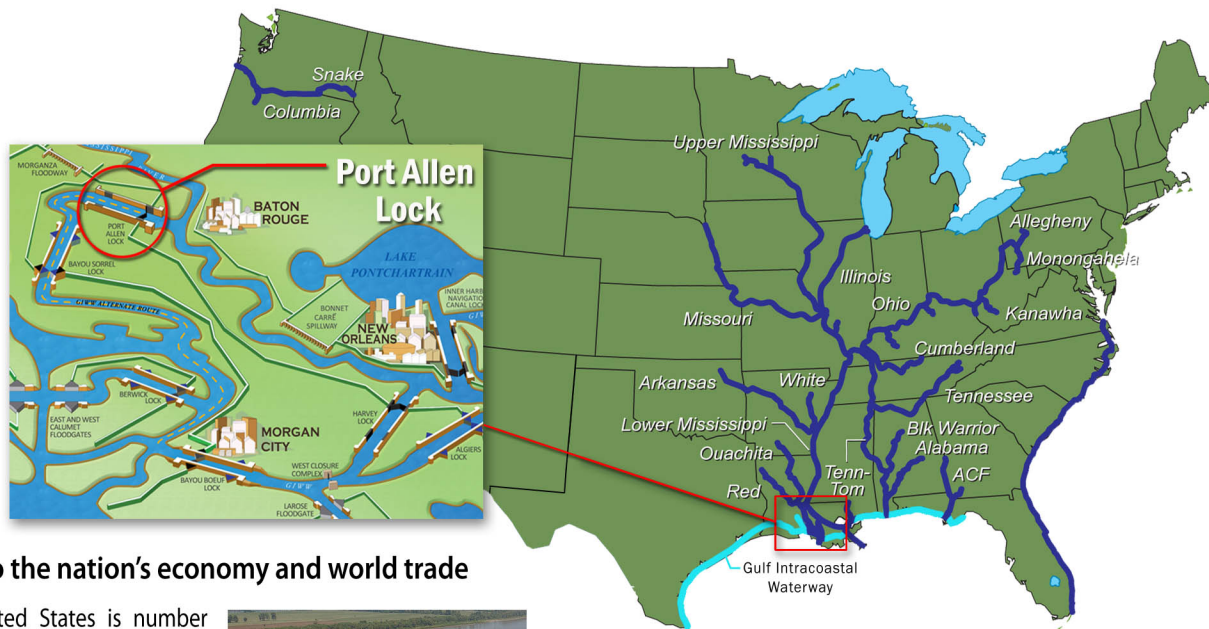 Snake
Columbia
Upper Mississippi
Allegheny
Monongahela
Illinois
Ohio
Missouri
Kanawha
Cumberland
Arkansas
White
Tennessee
Lower Mississippi
Blk Warrior
Alabama
Ouachita
Tenn-
Tom
ACF
Red
Gulf Intracoastal
Waterway
Port Allen
Lock
MORGANZA
FLOODWAY
BATON
ROUGE
PORT
ALLEN
LOCK
BAYOU SORREL
LOCK
LAKE
PONTCHARTRAIN
GIWW ALTERNATE ROUTE
BONNET
CARRÉ
SPILLWAY
INNER HARB
NAVIGATIO
CANAL LOCK
NEW
ORLEANS
BERWICK
LOCK
EAST AND WEST
CALUMET
FLOODGATES
HARVEY
LOCK
MORGAN
CITY
ALGIERS
LOCK
WEST CLOSURE
COMPLEX
BAYOU BOEUF
LOCK
GIWW
LAROSE
FLOODGATE
o the nation's economy and world trade
ted States is number